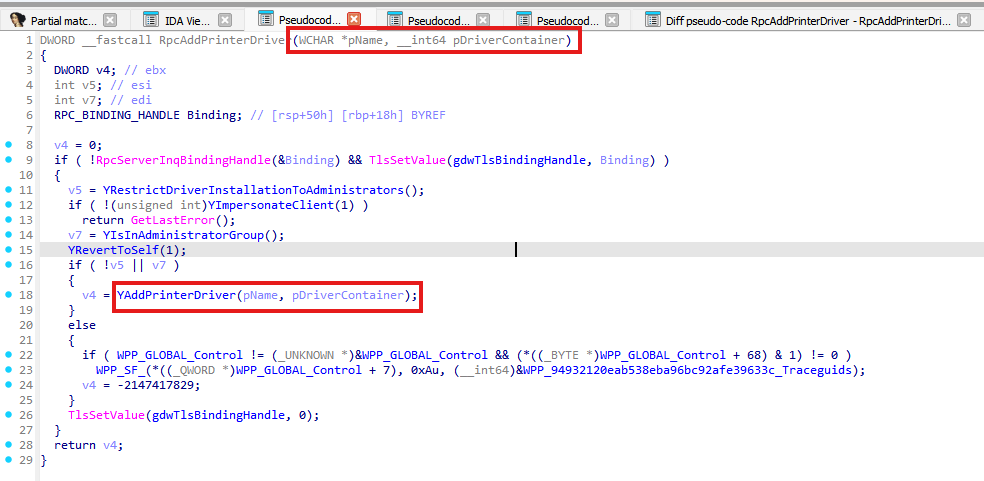 Partial matc... IDA Vie... Pseudocod... Pseudocod... Pseudocod... Diff pseudo-code RpcAddPrinterDriver - RpcAddPrinterDri...
1 DWORD __fastcall RpcAddPrinterDriver(WCHAR *pName, __int64 pDriverContainer)
2 {
3 DWORD v4; // ebx
4 int v5; // esi
5 int v7; // edi
6 RPC_BINDING_HANDLE Binding; // [rsp+50h] [rbp+18h] BYREF
7
8 v4 = 0;
9 if ( !RpcServerInqBindingHandle(&Binding) && TlsSetValue(gdwTlsBindingHandle, Binding) )
10 {
11 v5 = YRestrictDriverInstallationToAdministrators();
12 if ( !(unsigned int)YImpersonateClient(1) )
13 return GetLastError();
14 v7 = YIsInAdministratorGroup();
15 YRevertToSelf(1);
16 if ( !v5 || v7 )
17 {
18 v4 = YAddPrinterDriver(pName, pDriverContainer);
19 }
20 else
21 {
22 if ( WPP_GLOBAL_Control != (_UNKNOWN *)&WPP_GLOBAL_Control && (*((_BYTE *)WPP_GLOBAL_Control + 68) & 1) != 0 )
23 WPP_SF_(*((_QWORD *)WPP_GLOBAL_Control + 7), 0xAu, (__int64)&WPP_94932120eab538eba96bc92afe39633c_Traceguids);
24 v4 = -2147417829;
25 }
26 TlsSetValue(gdwTlsBindingHandle, 0);
27 }
28 return v4;
29 }